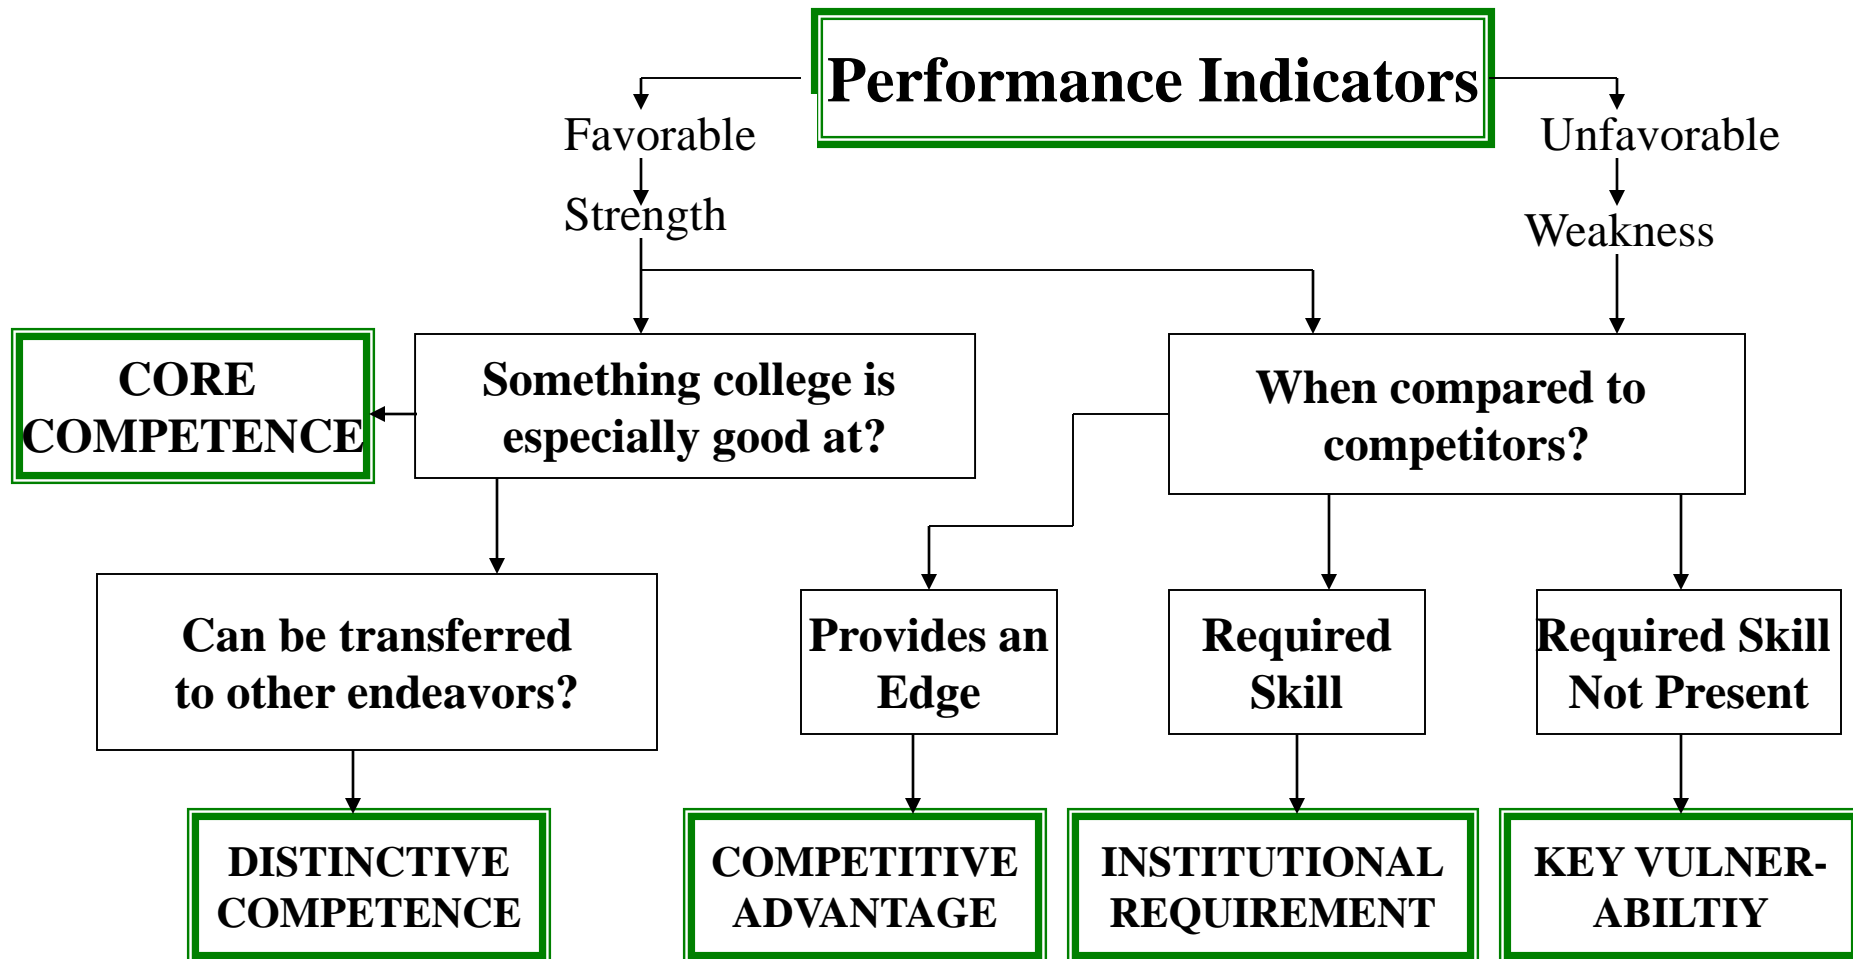 Performance Indicators
Favorable
Unfavorable
Strength
Weakness
CORE
COMPETENCE
Something college is
especially good at?
When compared to
competitors?
Can be transferred
to other endeavors?
Provides an
Edge
Required
Skill
Required Skill
Not Present
DISTINCTIVE
COMPETENCE
COMPETITIVE
ADVANTAGE
INSTITUTIONAL
REQUIREMENT
KEY VULNER-
ABILTIY